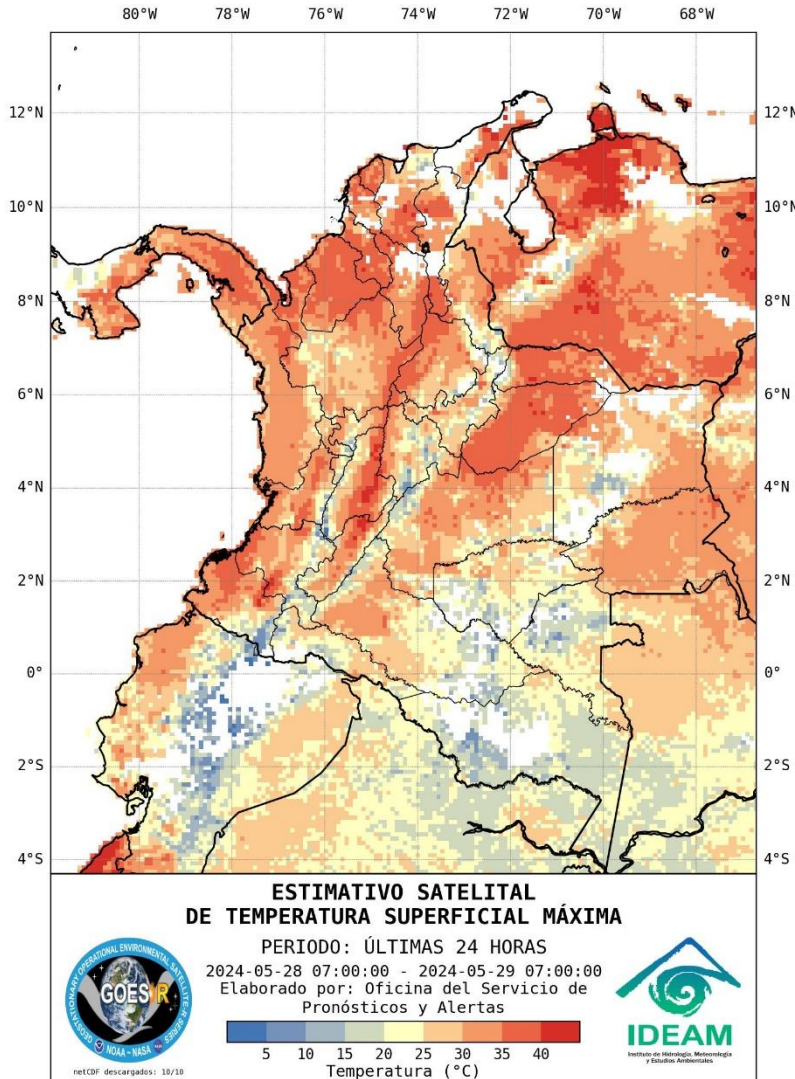 80°W 78°W 76°W 74°W 72°W 70°W 68°W
12°N 12°N
10°N 10°N
8°N 8°N
6°N 6°N
4°N 4°N
2°N 2°N
0° 0°
2°S 2°S
4°S 4°S
ESTIMATIVO SATELITAL
DE TEMPERATURA SUPERFICIAL MÁXIMA
PERIODO: ÚLTIMAS 24 HORAS
2024-05-28 07:00:00 - 2024-05-29 07:00:00
Elaborado por: Oficina del Servicio de
Pronósticos y Alertas
5 10 15 20 25 30 35 40
Temperatura (°C)
GEOSTATIONARY OPERATIONAL ENVIRONMENTAL SATELLITE-R SERIES
GOES R
NOAA ~ NASA
netCDF descargados: 10/10
IDEAM
Instituto de Hidrología, Meteorología
y Estudios Ambientales